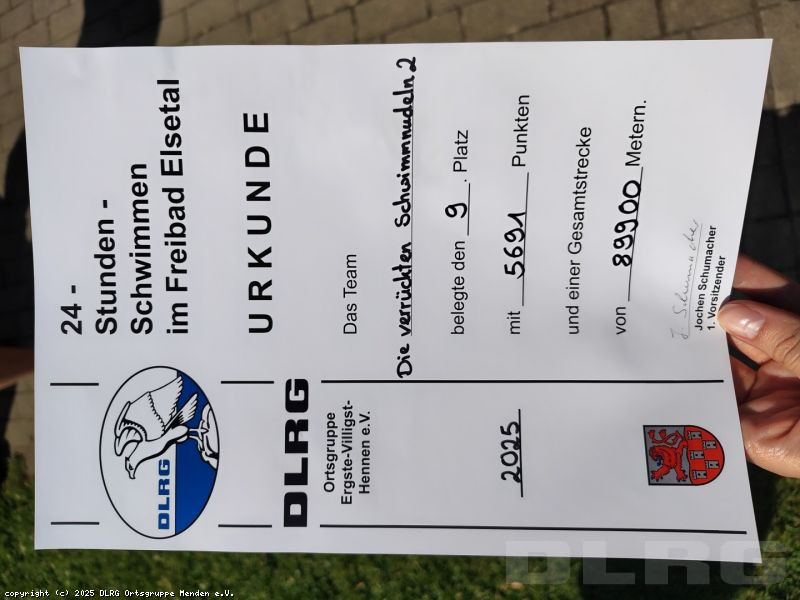 24 -
Stunden -
Schwimmen
im Freibad Elsetal
URKUNDE
Das Team
Die verrückten Schwimmnudeln 2
belegte den 9. Platz
mit 5691 Punkten
und einer Gesamtstrecke
von 89900 Metern.
J. Schumacher
Jochen Schumacher
1. Vorsitzender
DLRG
DLRG
Ortsgruppe
Ergste-Villigst-
Hennen e.V.
2025
DLRG
copyright (c) 2025 DLRG Ortsgruppe Menden e.V.